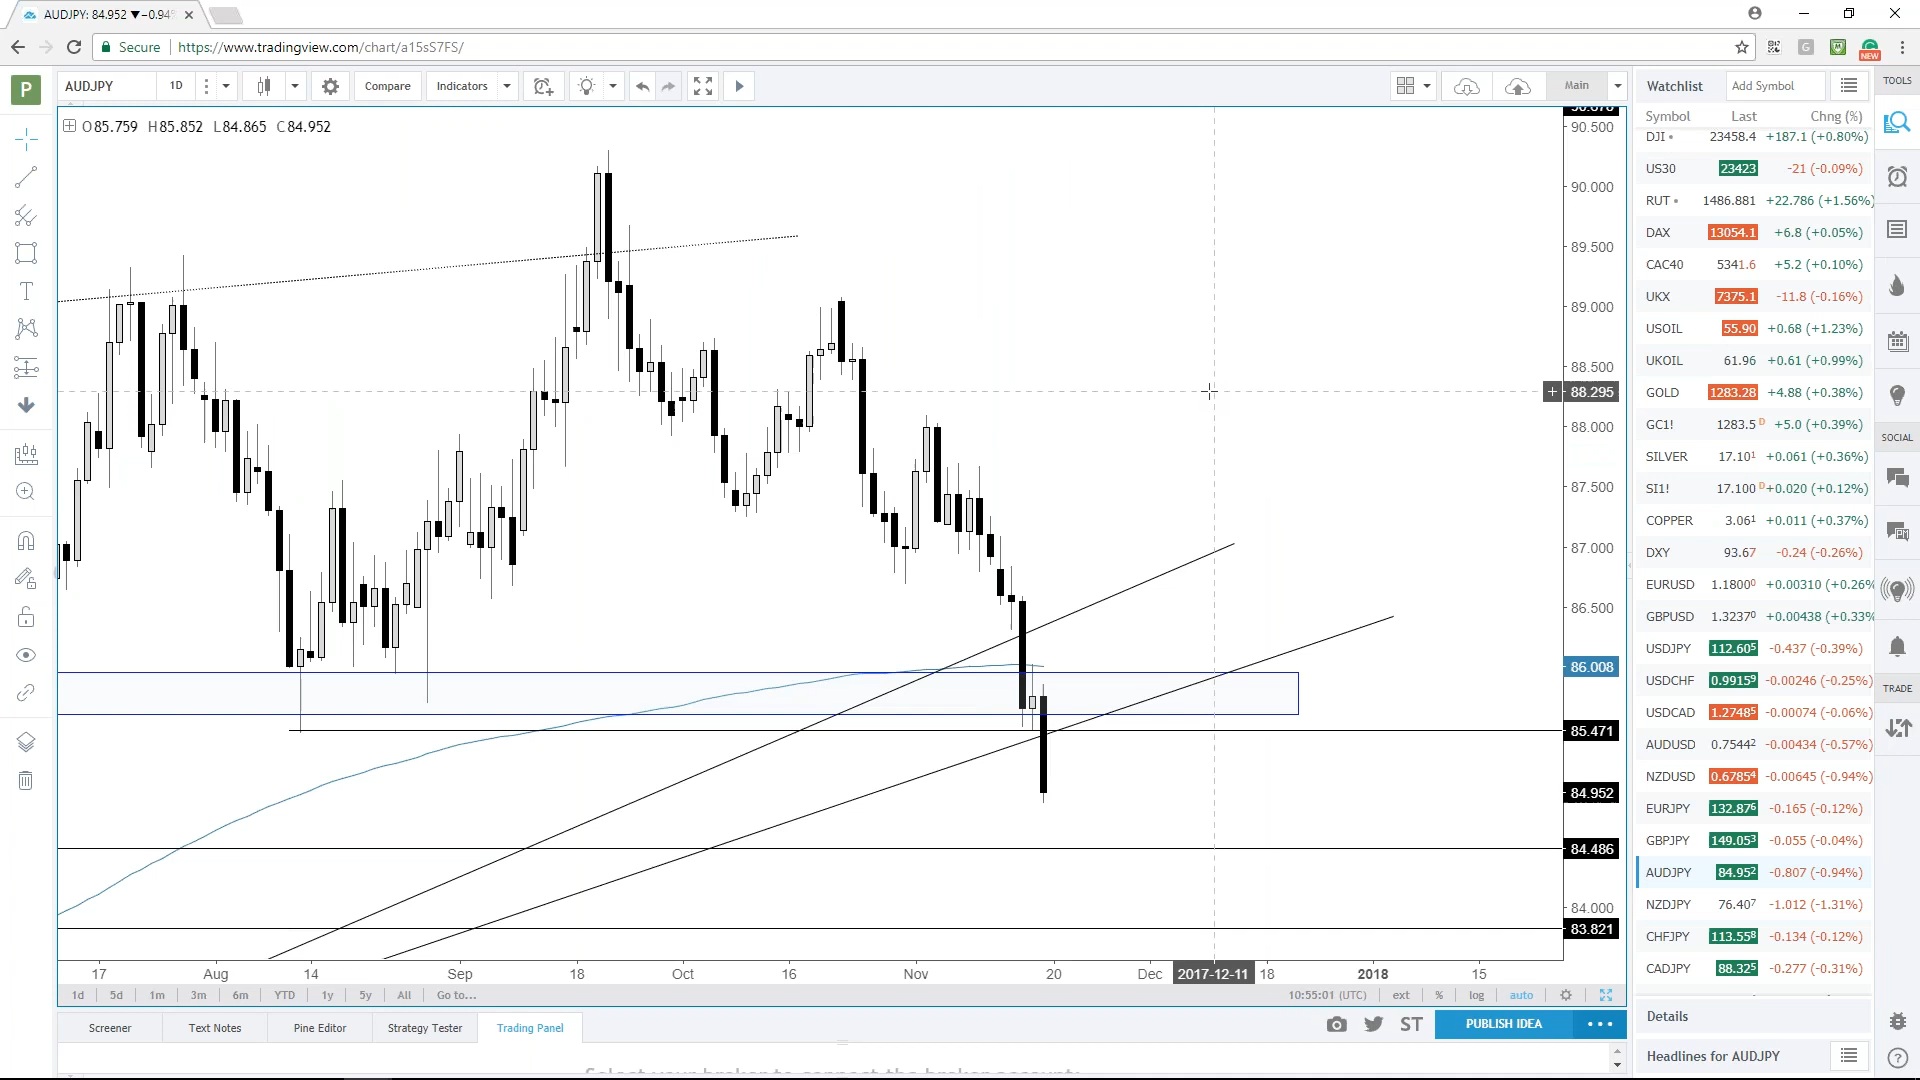 AUDJPY: 84.952 ▼−0.94%
Secure | https://www.tradingview.com/chart/a15sS7FS/
NEW
P
AUDJPY 1D Compare Indicators Main
O85.759 H85.852 L84.865 C84.952
90.500
90.000
89.500
89.000
88.500
88.295
88.000
87.500
87.000
86.500
86.008
85.471
84.952
84.486
84.000
83.821
17 Aug 14 Sep 18 Oct 16 Nov 20 Dec 2017-12-11 18 2018 15
1d 5d 1m 3m 6m YTD 1y 5y All Go to... 10:55:01 (UTC) ext % log auto
Screener Text Notes Pine Editor Strategy Tester Trading Panel ST PUBLISH IDEA
Watchlist Add Symbol
Symbol Last Chng (%)
DJI 23458.4 +187.1 (+0.80%)
US30 23423 -21 (-0.09%)
RUT 1486.881 +22.786 (+1.56%)
DAX 13054.1 +6.8 (+0.05%)
CAC40 5341.6 +5.2 (+0.10%)
UKX 7375.1 -11.8 (-0.16%)
USOIL 55.90 +0.68 (+1.23%)
UKOIL 61.96 +0.61 (+0.99%)
GOLD 1283.28 +4.88 (+0.38%)
GC1! 1283.5 D +5.0 (+0.39%)
SILVER 17.10¹ +0.061 (+0.36%)
SI1! 17.100 D +0.020 (+0.12%)
COPPER 3.06¹ +0.011 (+0.37%)
DXY 93.67 -0.24 (-0.26%)
EURUSD 1.1800⁰ +0.00310 (+0.26%
GBPUSD 1.3237⁰ +0.00438 (+0.33%
USDJPY 112.60⁵ -0.437 (-0.39%)
USDCHF 0.9915⁹ -0.00246 (-0.25%)
USDCAD 1.2748⁵ -0.00074 (-0.06%)
AUDUSD 0.7544² -0.00434 (-0.57%)
NZDUSD 0.6785⁴ -0.00645 (-0.94%)
EURJPY 132.87⁶ -0.165 (-0.12%)
GBPJPY 149.05³ -0.055 (-0.04%)
AUDJPY 84.95² -0.807 (-0.94%)
NZDJPY 76.40⁷ -1.012 (-1.31%)
CHFJPY 113.55⁸ -0.134 (-0.12%)
CADJPY 88.32⁵ -0.277 (-0.31%)
Details
Headlines for AUDJPY
TOOLS
SOCIAL
TRADE